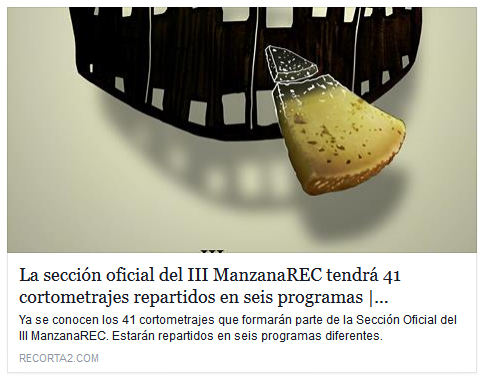 III
La sección oficial del III ManzanaREC tendrá 41
cortometrajes repartidos en seis programas |...
Ya se conocen los 41 cortometrajes que formarán parte de la Sección Oficial del
III ManzanaREC. Estarán repartidos en seis programas diferentes.
RECORTA2.COM